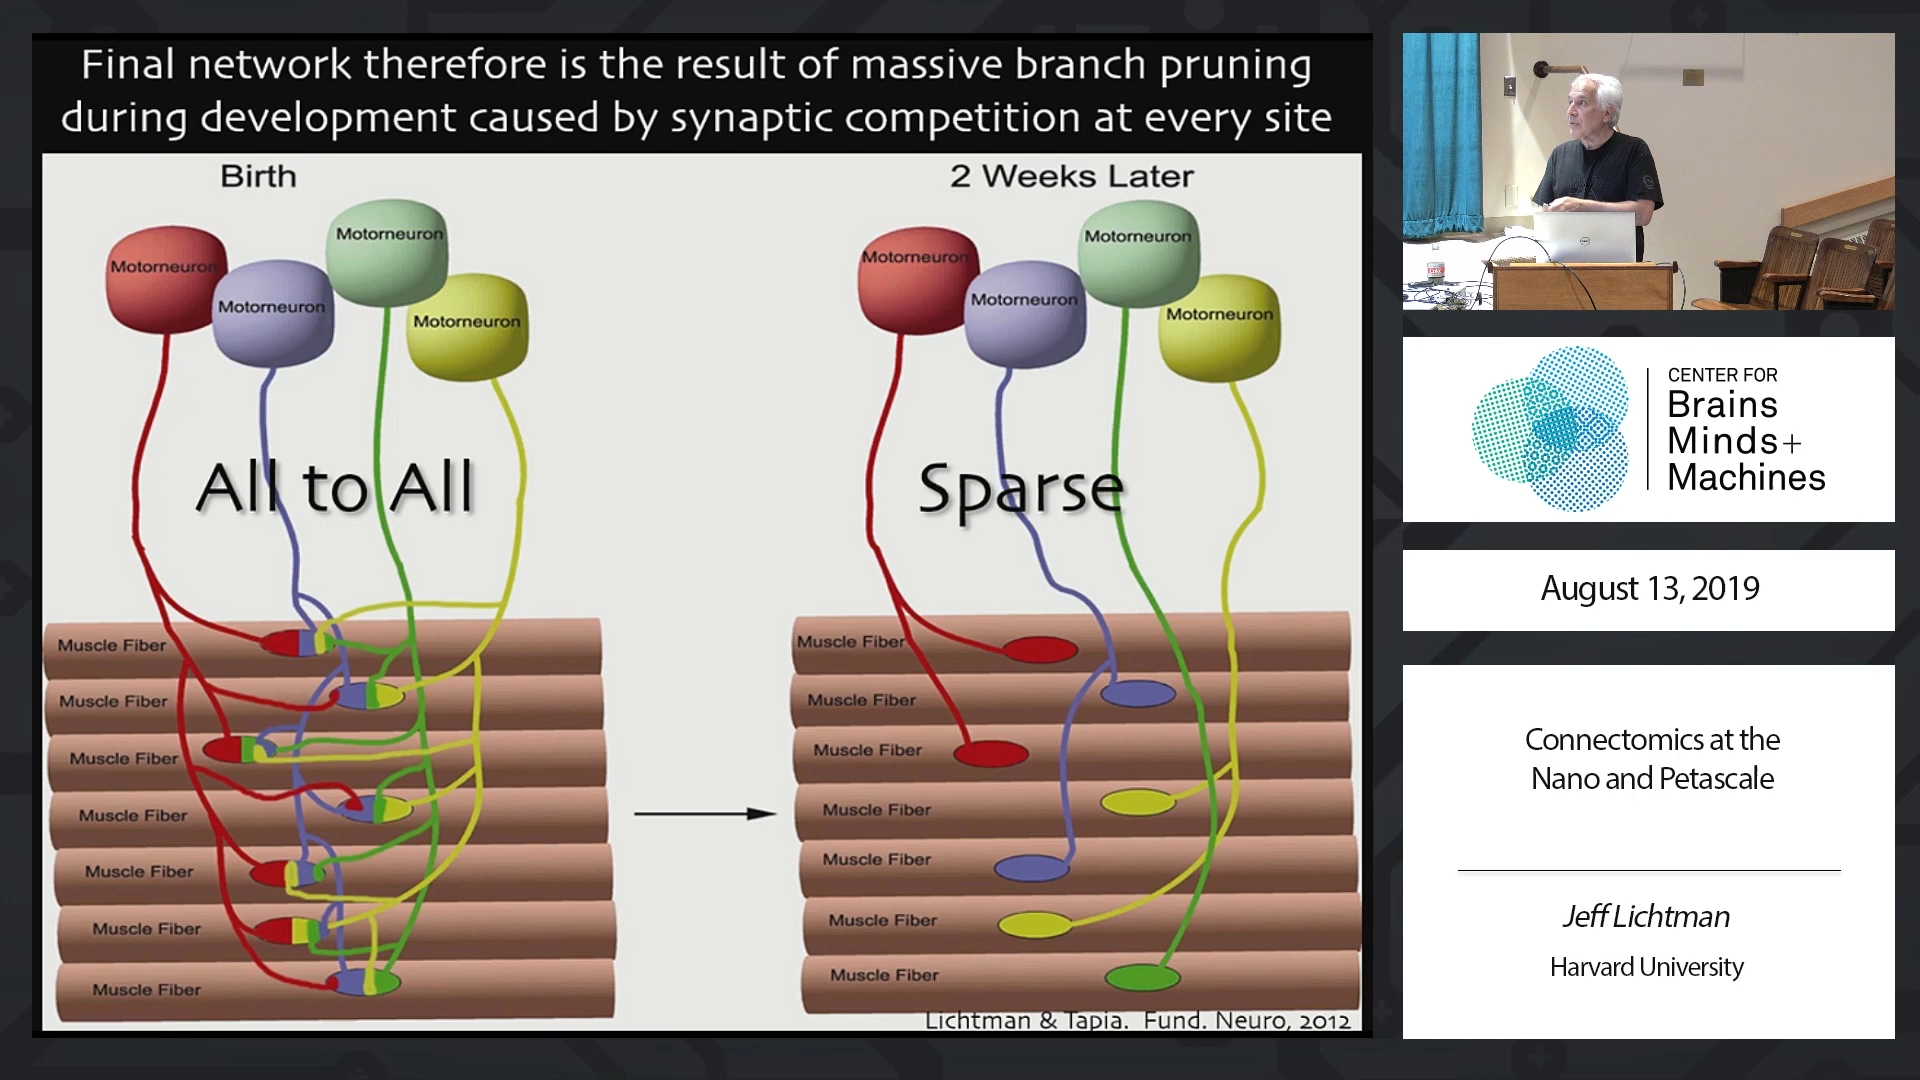 Final network therefore is the result of massive branch pruning
during development caused by synaptic competition at every site
Birth
Motorneuron
Motorneuron
Motorneuron
Motorneuron
All to All
Muscle Fiber
Muscle Fiber
Muscle Fiber
Muscle Fiber
Muscle Fiber
Muscle Fiber
Muscle Fiber
2 Weeks Later
Motorneuron
Motorneuron
Motorneuron
Motorneuron
Sparse
Muscle Fiber
Muscle Fiber
Muscle Fiber
Muscle Fiber
Muscle Fiber
Muscle Fiber
Muscle Fiber
Lichtman & Tapia. Fund. Neuro, 2012
CENTER FOR
Brains
Minds+
Machines
August 13, 2019
Connectomics at the
Nano and Petascale
Jeff Lichtman
Harvard University